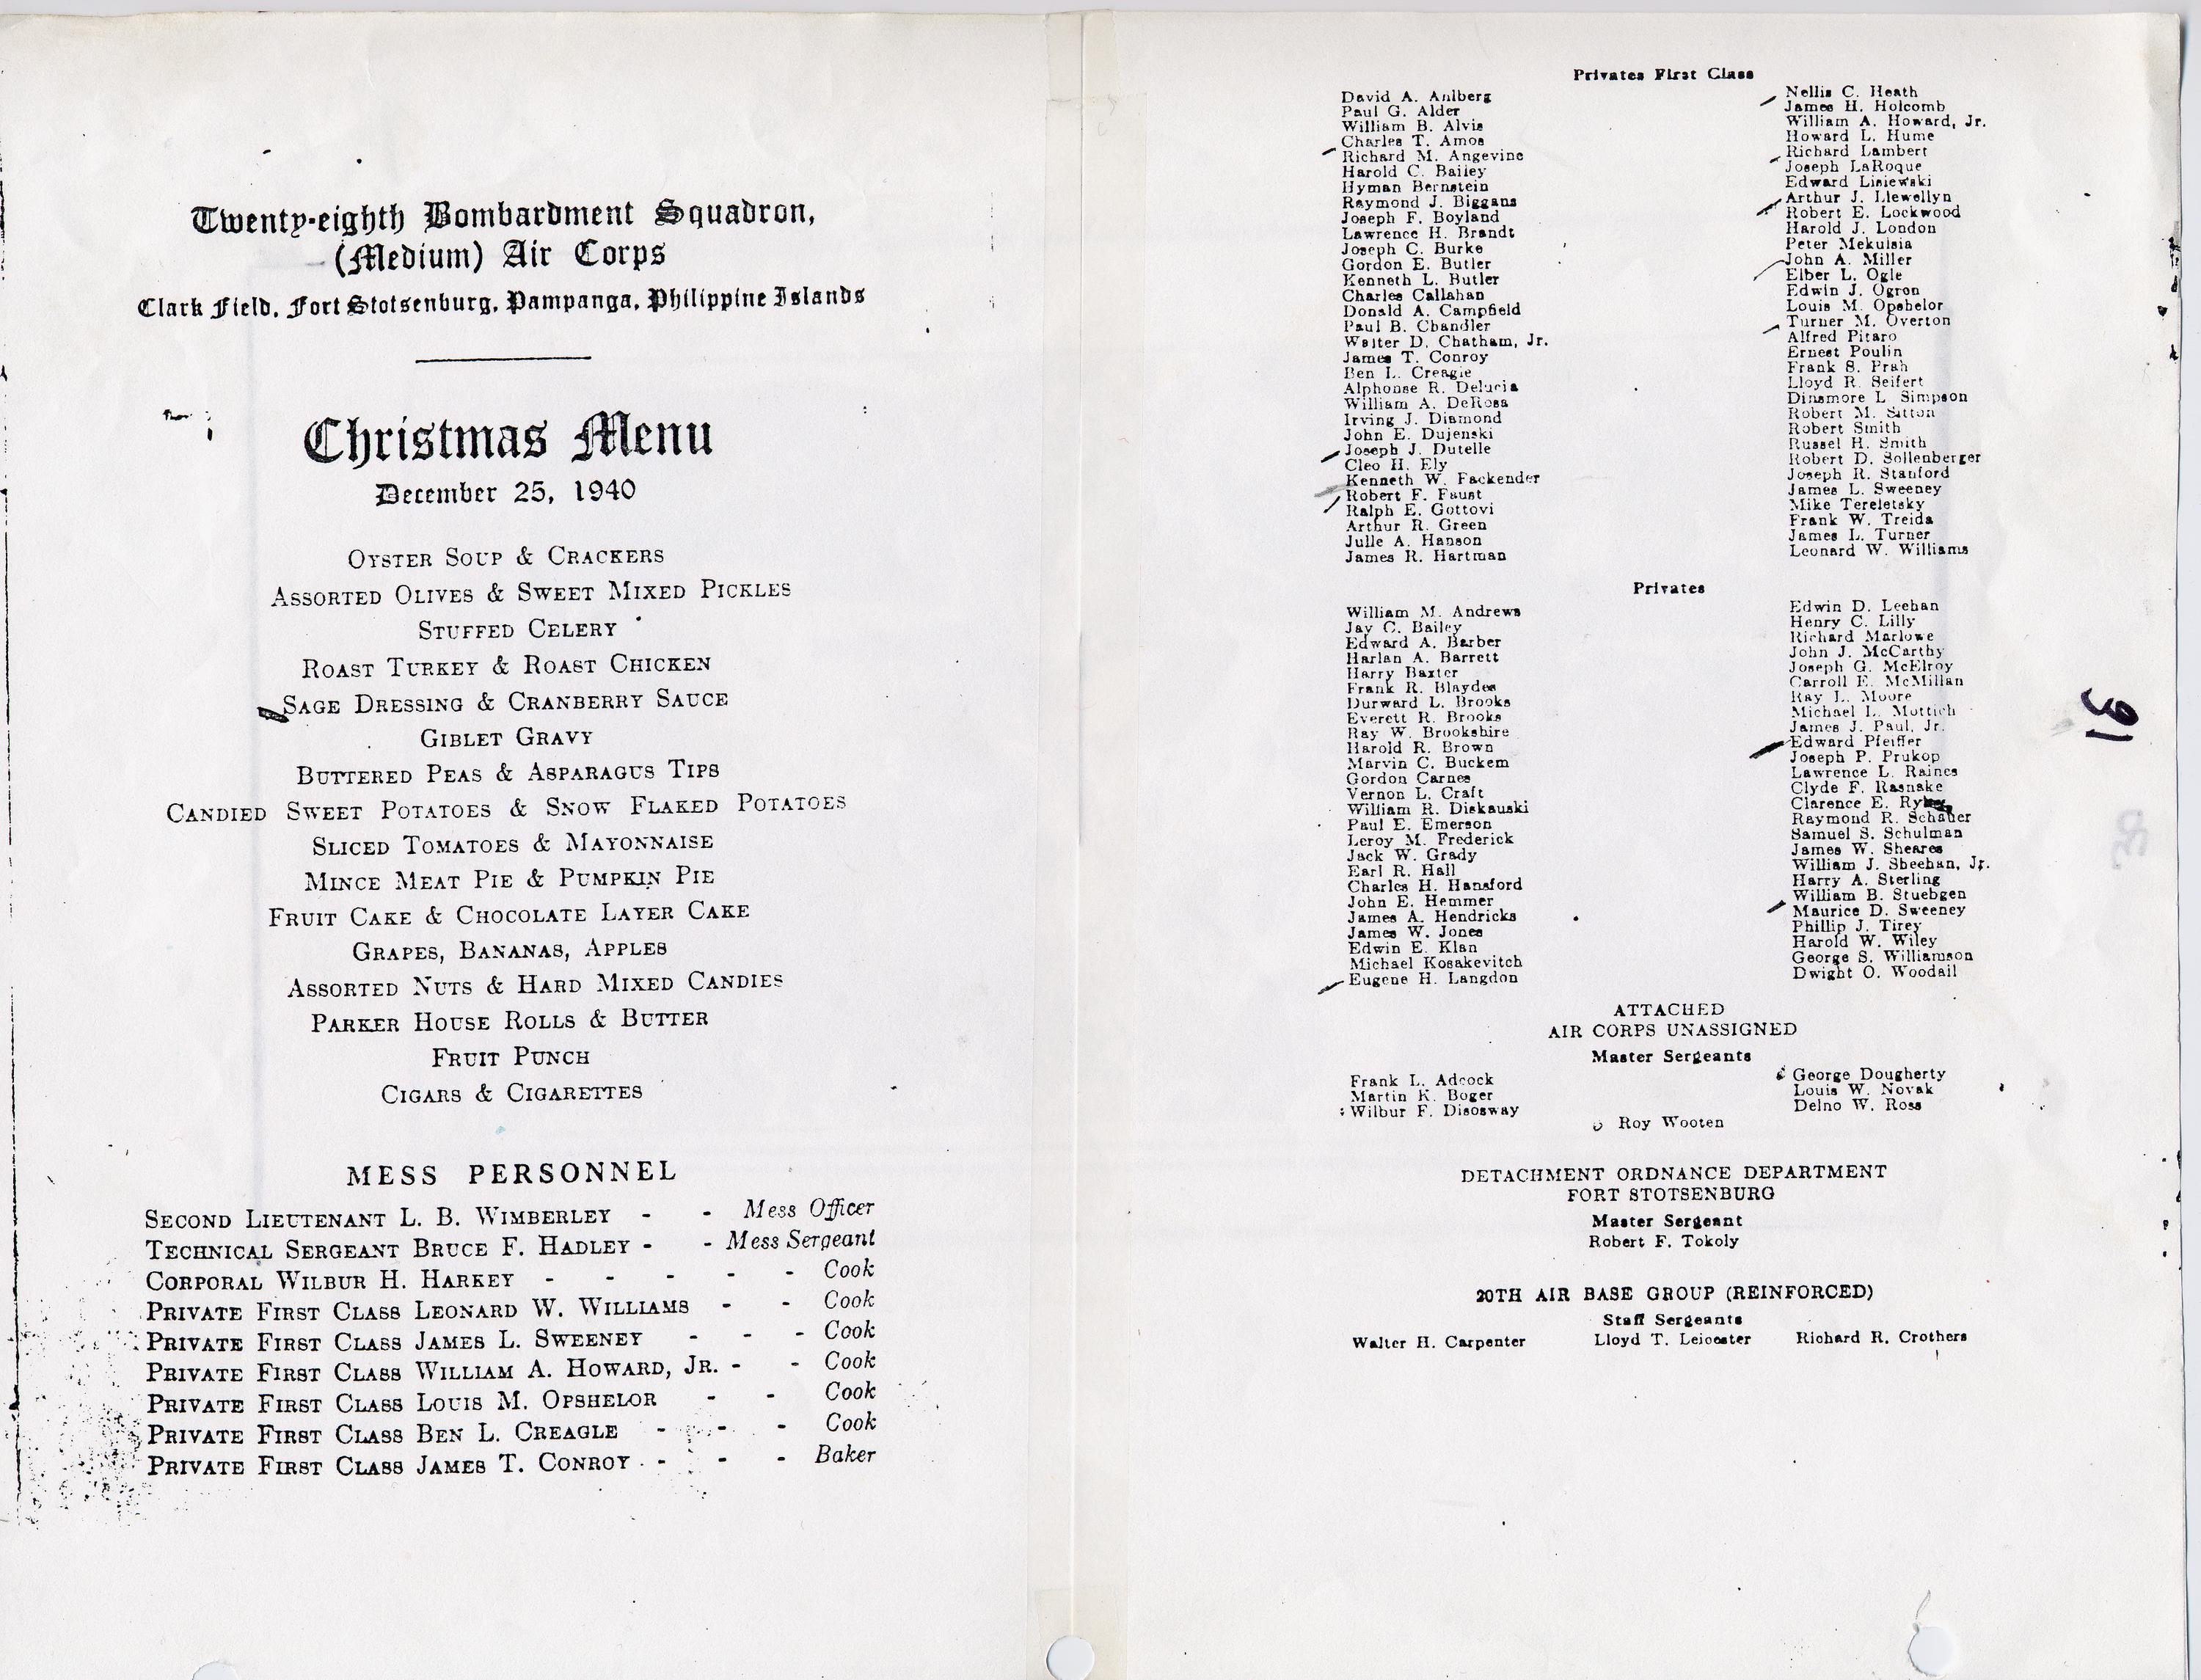 Twenty-eighth Bombardment Squadron,
(Medium) Air Corps
Clark Field, Fort Stotsenburg, Pampanga, Philippine Islands
Christmas Menu
December 25, 1940
OYSTER SOUP & CRACKERS
ASSORTED OLIVES & SWEET MIXED PICKLES
STUFFED CELERY
ROAST TURKEY & ROAST CHICKEN
SAGE DRESSING & CRANBERRY SAUCE
GIBLET GRAVY
BUTTERED PEAS & ASPARAGUS TIPS
CANDIED SWEET POTATOES & SNOW FLAKED POTATOES
SLICED TOMATOES & MAYONNAISE
MINCE MEAT PIE & PUMPKIN PIE
FRUIT CAKE & CHOCOLATE LAYER CAKE
GRAPES, BANANAS, APPLES
ASSORTED NUTS & HARD MIXED CANDIES
PARKER HOUSE ROLLS & BUTTER
FRUIT PUNCH
CIGARS & CIGARETTES
MESS PERSONNEL
SECOND LIEUTENANT L. B. WIMBERLEY - - Mess Officer
TECHNICAL SERGEANT BRUCE F. HADLEY - - Mess Sergeant
CORPORAL WILBUR H. HARKEY - - - - - Cook
PRIVATE FIRST CLASS LEONARD W. WILLIAMS - - Cook
PRIVATE FIRST CLASS JAMES L. SWEENEY - - - Cook
PRIVATE FIRST CLASS WILLIAM A. HOWARD, JR. - - Cook
PRIVATE FIRST CLASS LOUIS M. OPSHELOR - - Cook
PRIVATE FIRST CLASS BEN L. CREAGLE - - - Cook
PRIVATE FIRST CLASS JAMES T. CONROY - - - Baker
Privates First Class
David A. Ahlberg
Paul G. Alder
William B. Alvis
Charles T. Amos
Richard M. Angevine
Harold C. Bailey
Hyman Bernstein
Raymond J. Biggans
Joseph F. Boyland
Lawrence H. Brandt
Joseph C. Burke
Gordon E. Butler
Kenneth L. Butler
Charles Callahan
Donald A. Campfield
Paul B. Chandler
Walter D. Chatham, Jr.
James T. Conroy
Ben L. Creagle
Alphonse R. Delucia
William A. DeRosa
Irving J. Diamond
John E. Dujenski
Joseph J. Dutelle
Cleo H. Ely
Kenneth W. Fackender
Robert F. Faust
Ralph E. Gottovi
Arthur R. Green
Julle A. Hanson
James R. Hartman
Nellis C. Heath
James H. Holcomb
William A. Howard, Jr.
Howard L. Hume
Richard Lambert
Joseph LaRoque
Edward Lisiewski
Arthur J. Llewellyn
Robert E. Lockwood
Harold J. London
Peter Mekulsia
John A. Miller
Elber L. Ogle
Edwin J. Ogron
Louis M. Opshelor
Turner M. Overton
Alfred Pitaro
Ernest Poulin
Frank S. Prah
Lloyd R. Seifert
Dinsmore L Simpson
Robert M. Sitton
Robert Smith
Russel H. Smith
Robert D. Sollenberger
Joseph R. Stanford
James L. Sweeney
Mike Tereletsky
Frank W. Treida
James L. Turner
Leonard W. Williams
Privates
William M. Andrews
Jay C. Bailey
Edward A. Barber
Harlan A. Barrett
Harry Baxter
Frank R. Blaydes
Durward L. Brooks
Everett R. Brooks
Ray W. Brookshire
Harold R. Brown
Marvin C. Buckem
Gordon Carnes
Vernon L. Craft
William R. Diskauski
Paul E. Emerson
Leroy M. Frederick
Jack W. Grady
Earl R. Hall
Charles H. Hansford
John E. Hemmer
James A. Hendricks
James W. Jones
Edwin E. Klan
Michael Kosakevitch
Eugene H. Langdon
Edwin D. Leehan
Henry C. Lilly
Richard Marlowe
John J. McCarthy
Joseph G. McElroy
Carroll E. McMillan
Ray L. Moore
Michael L. Mottich
James J. Paul, Jr.
Edward Pfeiffer
Joseph P. Prukop
Lawrence L. Raines
Clyde F. Rasnake
Clarence E.
Raymond R. Schauer
Samuel S. Schulman
James W. Sheares
William J. Sheehan, Jr.
Harry A. Sterling
William B. Stuebgen
Maurice D. Sweeney
Phillip J. Tirey
Harold W. Wiley
George S. Williamson
Dwight O. Woodall
ATTACHED
AIR CORPS UNASSIGNED
Master Sergeants
Frank L. Adcock
Martin K. Boger
Wilbur F. Disosway
George Dougherty
Louis W. Novak
Delno W. Ross
Roy Wooten
DETACHMENT ORDNANCE DEPARTMENT
FORT STOTSENBURG
Master Sergeant
Robert F. Tokoly
20TH AIR BASE GROUP (REINFORCED)
Staff Sergeants
Walter H. Carpenter Lloyd T. Leicester Richard R. Crothers